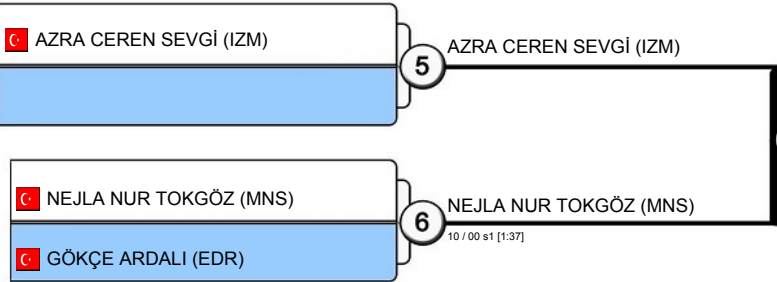 AZRA CEREN SEVGİ (IZM)
5
AZRA CEREN SEVGİ (IZM)
NEJLA NUR TOKGÖZ (MNS)
6
NEJLA NUR TOKGÖZ (MNS)
10 / 00 s1 [1:37]
GÖKÇE ARDALI (EDR)